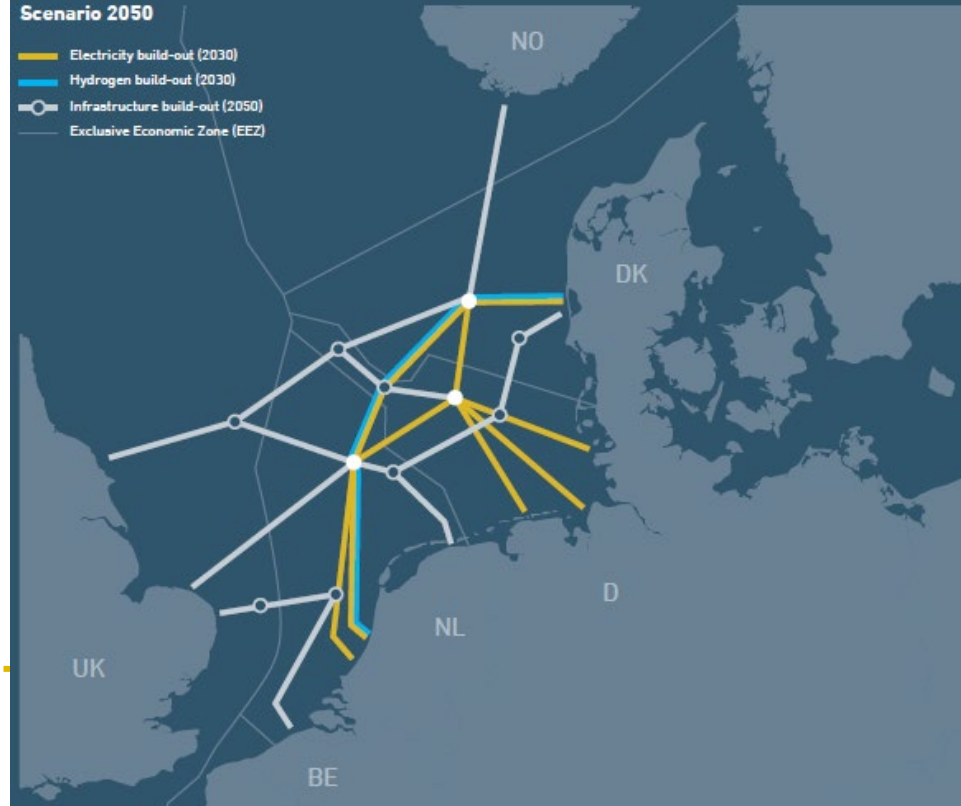 Scenario 2050
Electricity build-out (2030)
Hydrogen build-out (2030)
Infrastructure build-out (2050)
Exclusive Economic Zone (EEZ)
NO
DK
D
NL
UK
BE